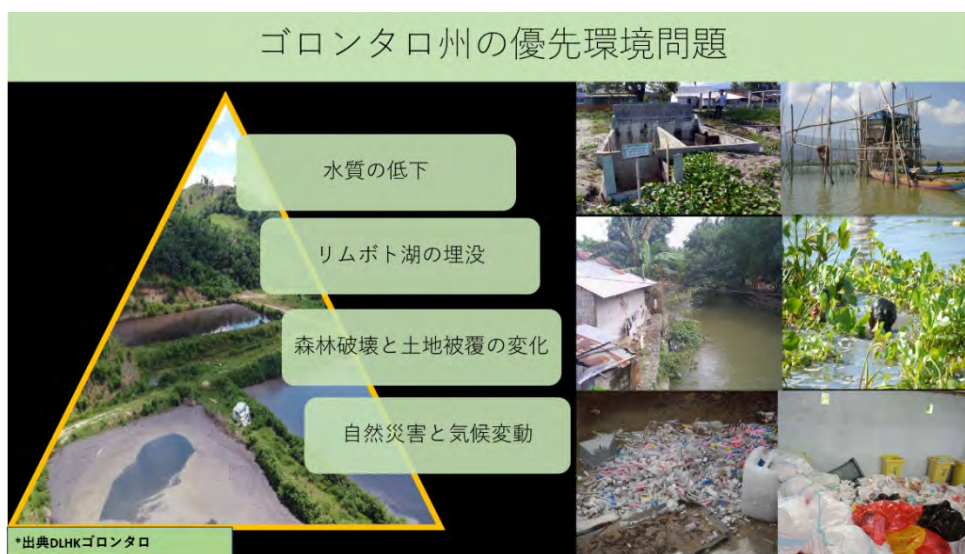 ゴロンタロ州の優先環境問題
水質の低下
リムボト湖の埋没
森林破壊と土地被覆の変化
自然災害と気候変動
*出典DLHKゴロンタロ